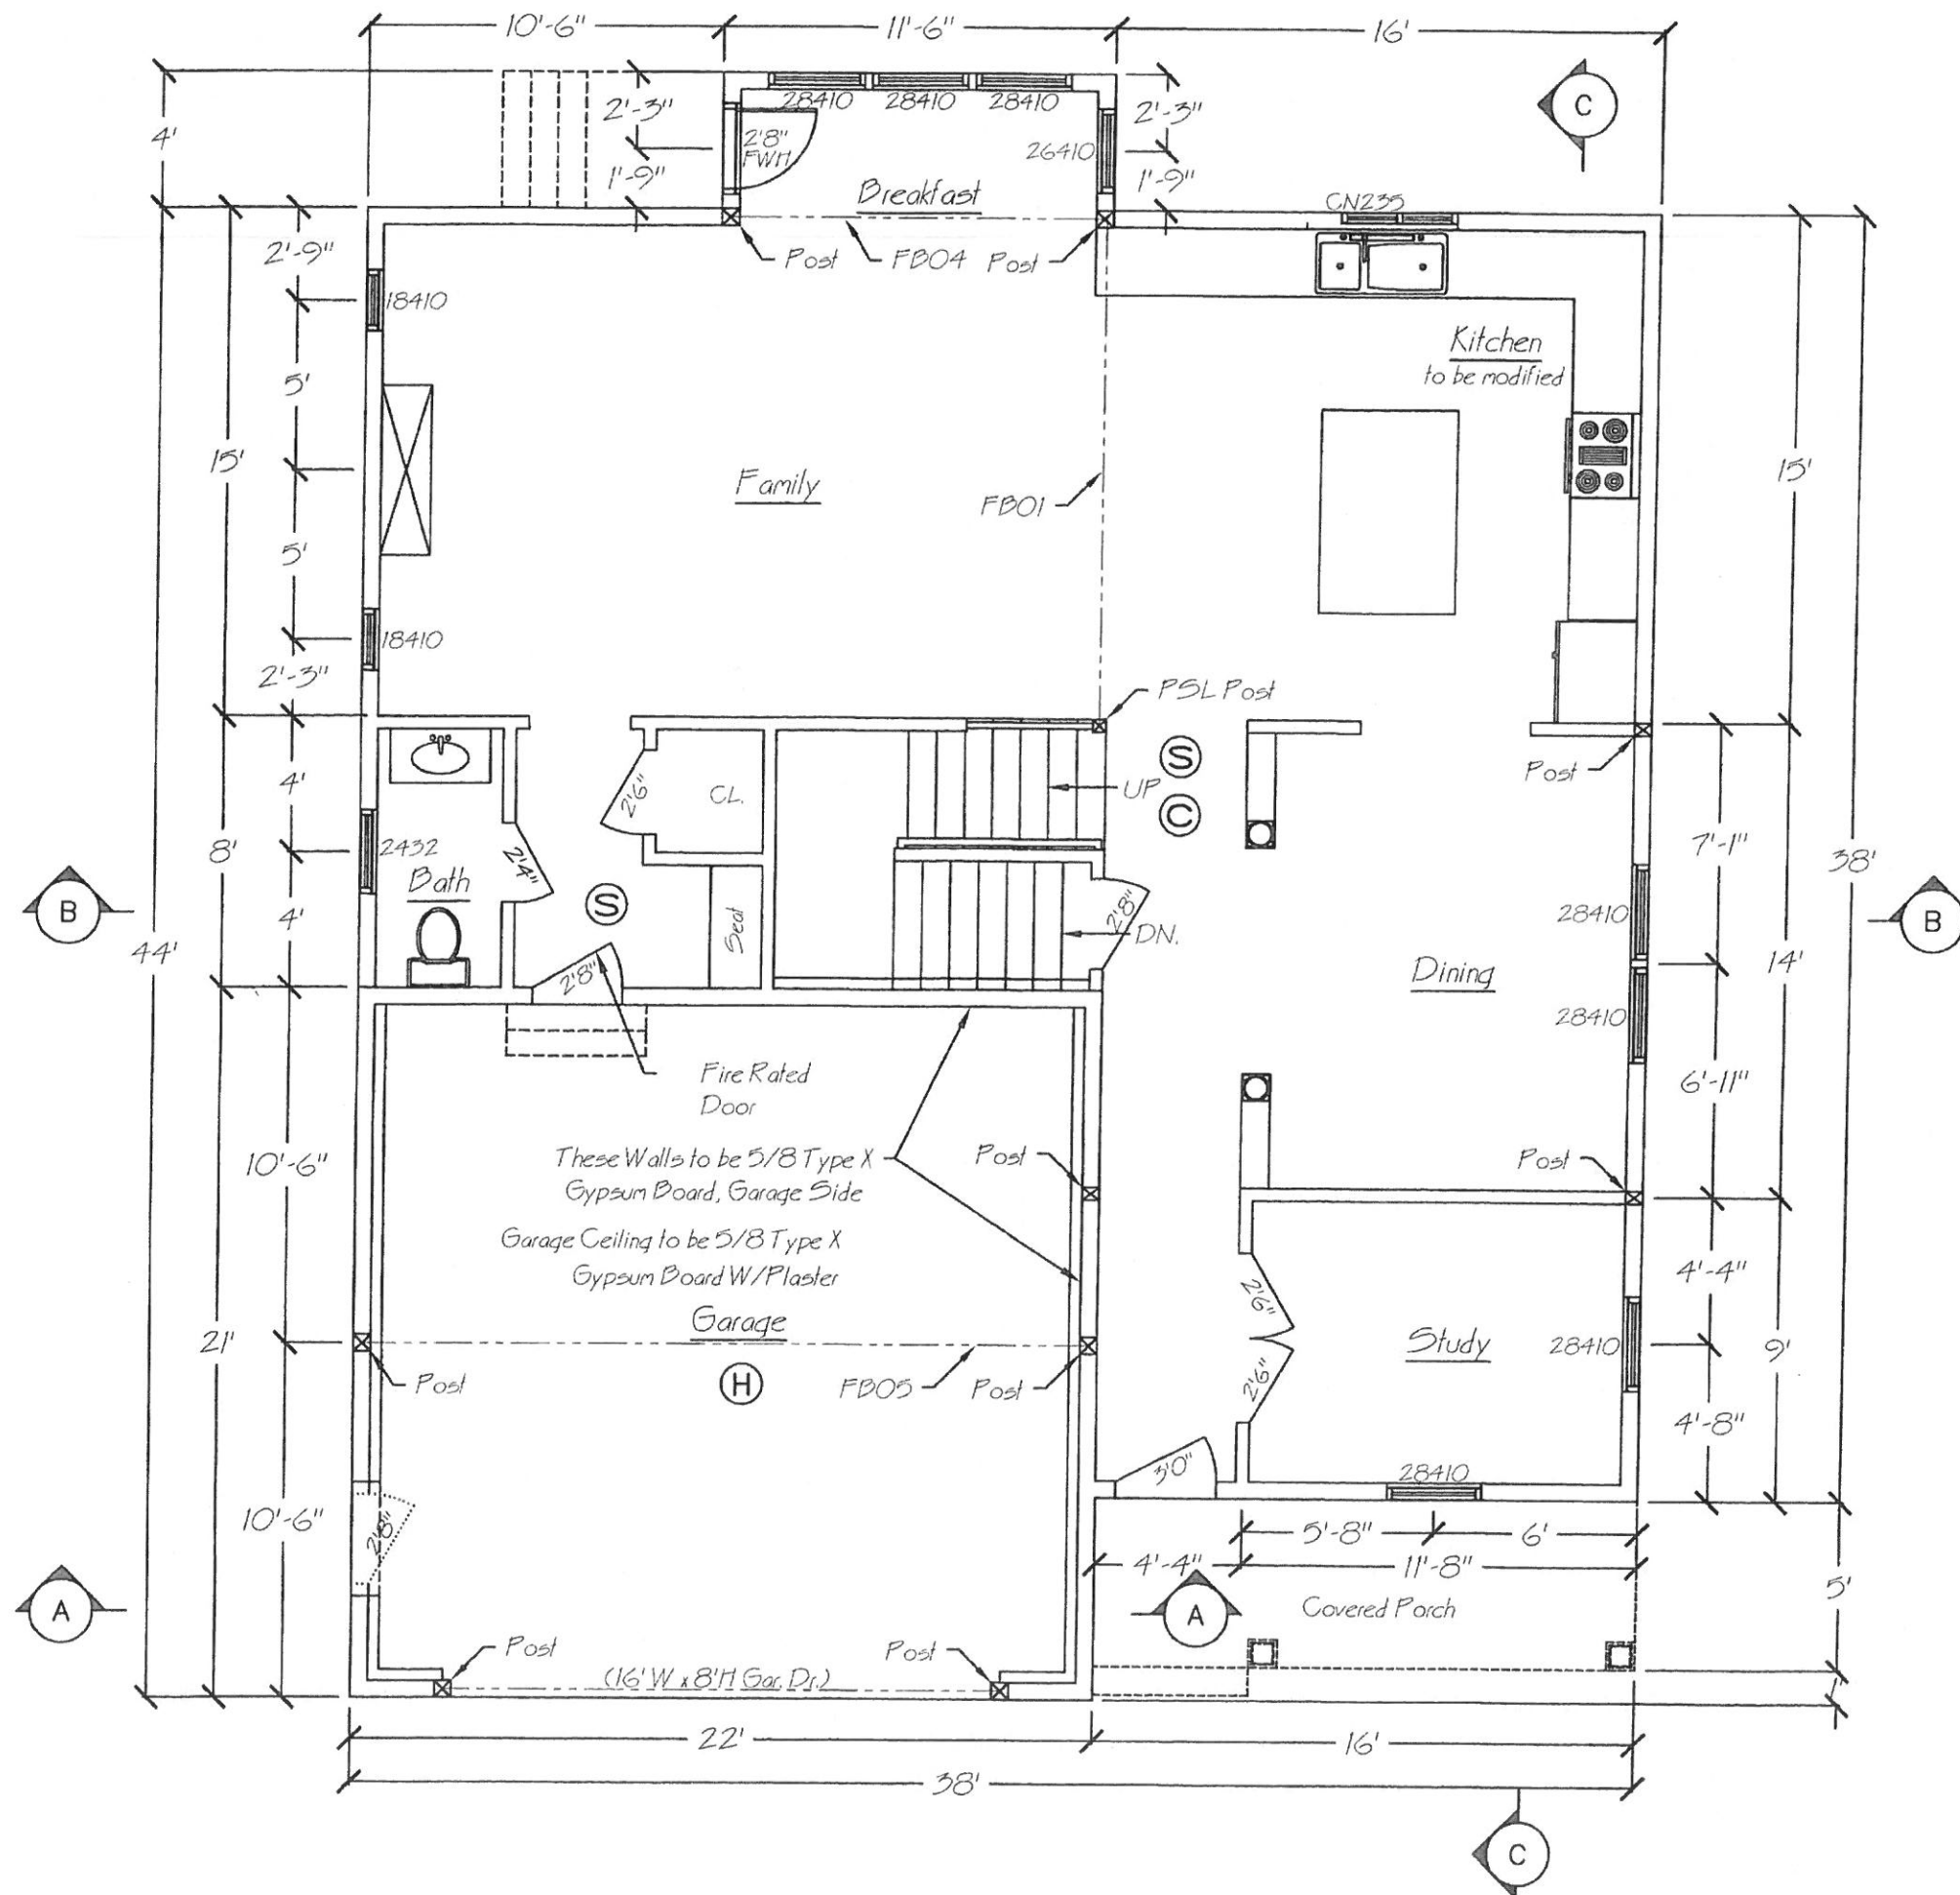 10'-6"
11'-6"
16'
4'
2'-3"
1'-9"
28410
28410
28410
2'8"
FWH
26410
2'-3"
1'-9"
C
Breakfast
CN235
Post
FB04
Post
2'-9"
18410
5'
15'
5'
18410
2'-3"
Family
FB01
Kitchen
to be modified
15'
PSL Post
Post
4'
8'
4'
2432
Bath
2'4"
2'6"
CL.
S
Seat
2'8"
UP
S
C
2'8"
DN.
7'-1"
38'
28410
Dining
14'
28410
6'-11"
B
B
44'
Fire Rated
Door
These Walls to be 5/8 Type X
Gypsum Board, Garage Side
Garage Ceiling to be 5/8 Type X
Gypsum Board W/Plaster
Garage
10'-6"
21'
10'-6"
Post
Post
Post
H
FB05
Post
2'6"
2'6"
Study
28410
4'-4"
9'
4'-8"
2'8"
3'0"
28410
5'-8"
6'
4'-4"
11'-8"
5'
A
A
Covered Porch
Post
Post
(16'W x 8'H Gar. Dr.)
1'
22'
16'
38'
C